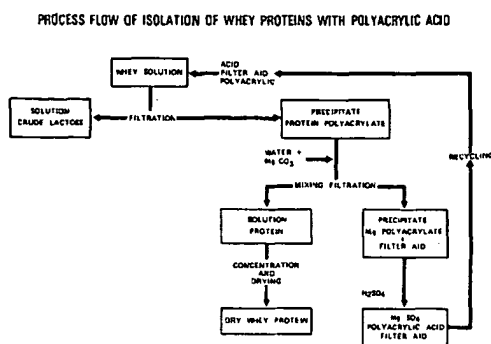 PROCESS FLOW OF ISOLATION OF WHEY PROTEINS WITH POLYACRYLIC ACID
WHEY SOLUTION
ACID
FILTER AID
POLYACRYLIC
SOLUTION
CRUDE LACTOSE
FILTRATION
PRECIPITATE
PROTEIN POLYACRYLATE
WATER +
Mg CO3
RECYCLING
MIXING FILTRATION
SOLUTION
PROTEIN
PRECIPITATE
Mg POLYACRYLATE
+
FILTER AID
CONCENTRATION
AND
DRYING
H2SO4
DRY WHEY PROTEIN
Mg SO4
POLYACRYLIC ACID
FILTER AID